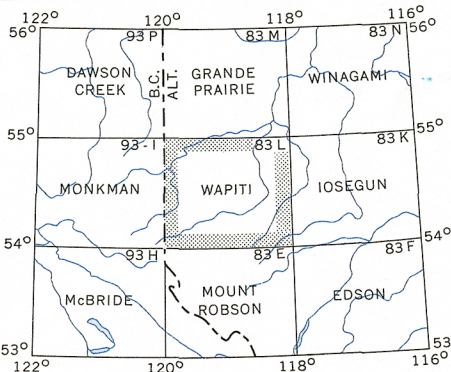 122° 120° 118° 116°
56° 93 P 83 M 83 N 56°
DAWSON CREEK
B.C.
ALT.
GRANDE PRAIRIE
WINAGAMI
55° 93-I 83 L 83 K 55°
MONKMAN
WAPITI
IOSEGUN
54° 93 H 83 E 83 F 54°
McBRIDE
MOUNT ROBSON
EDSON
53° 53°
122° 120° 118° 116°